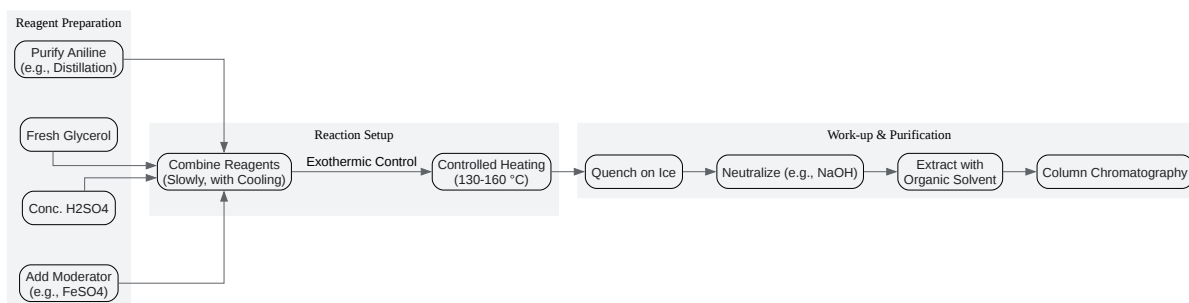 Reagent Preparation
Purify Aniline
(e.g., Distillation)
Fresh Glycerol
Conc. H2SO4
Add Moderator
(e.g., FeSO4)
Reaction Setup
Combine Reagents
(Slowly, with Cooling)
Exothermic Control
Controlled Heating
(130-160 °C)
Work-up & Purification
Quench on Ice
Neutralize (e.g., NaOH)
Extract with
Organic Solvent
Column Chromatography